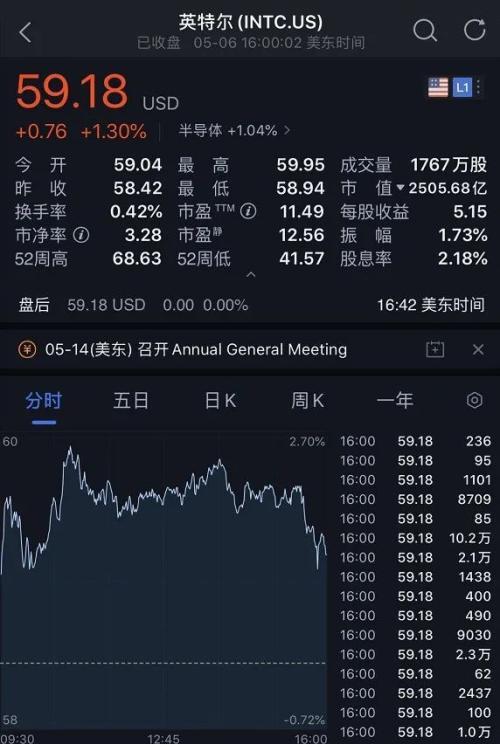 英特尔(INTC.US)
已收盘 05-06 16:00:02 美东时间
59.18 USD
L1
+0.76 +1.30% 半导体 +1.04%
今开 59.04 最高 59.95 成交量 1767万股
昨收 58.42 最低 58.94 市值 2505.68亿
换手率 0.42% 市盈TTM 11.49 每股收益 5.15
市净率 3.28 市盈静 12.56 振幅 1.73%
52周高 68.63 52周低 41.57 股息率 2.18%
盘后 59.18 USD 0.00 0.00% 16:42 美东时间
05-14(美东) 召开Annual General Meeting
分时 五日 日K 周K 一年
60 2.70%
58 -0.72%
09:30 12:45 16:00
16:00 59.18 236
16:00 59.18 95
16:00 59.18 1101
16:00 59.18 8709
16:00 59.18 85
16:00 59.18 10.2万
16:00 59.18 2.1万
16:00 59.18 1438
16:00 59.18 400
16:00 59.18 490
16:00 59.18 9030
16:00 59.18 2.3万
16:00 59.18 62
16:00 59.18 2437
16:00 59.18 100
16:00 59.18 1.0万